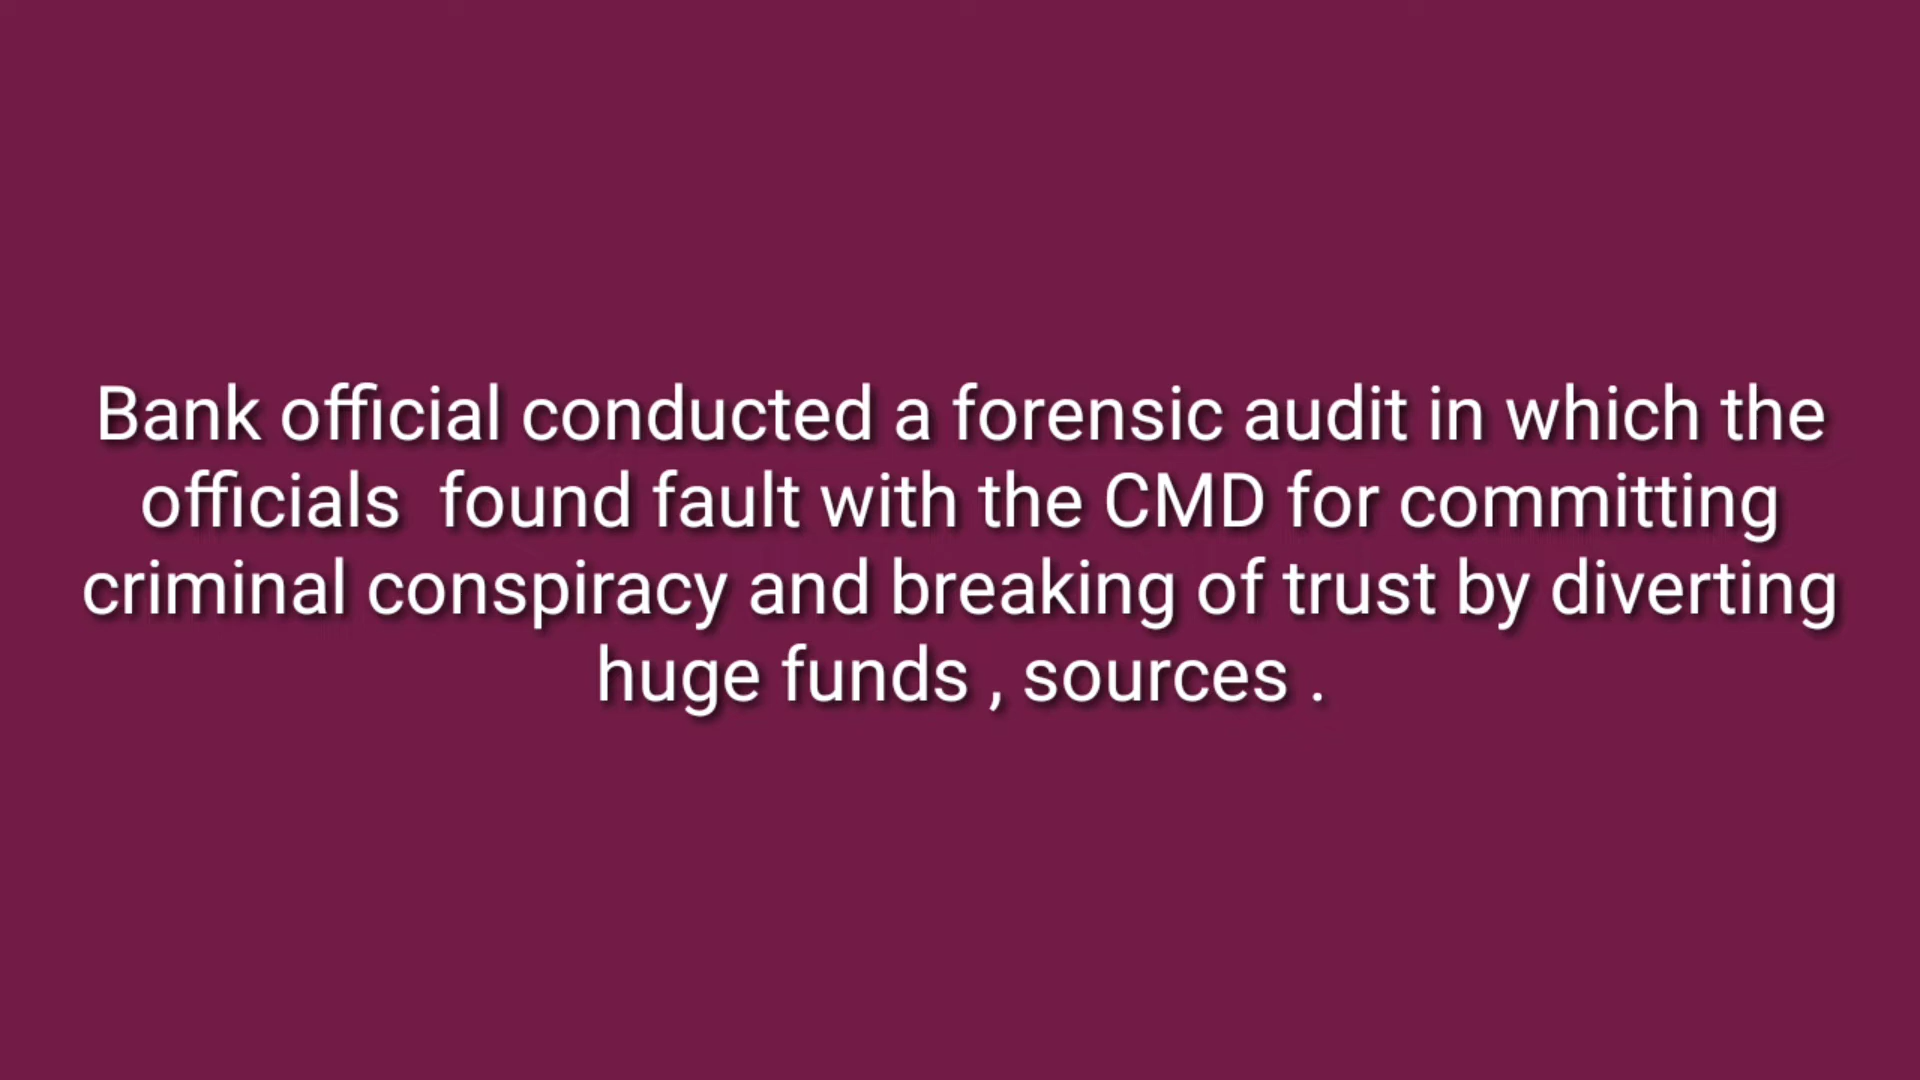 Bank official conducted a forensic audit in which the
officials  found fault with the CMD for committing
criminal conspiracy and breaking of trust by diverting
huge funds , sources .